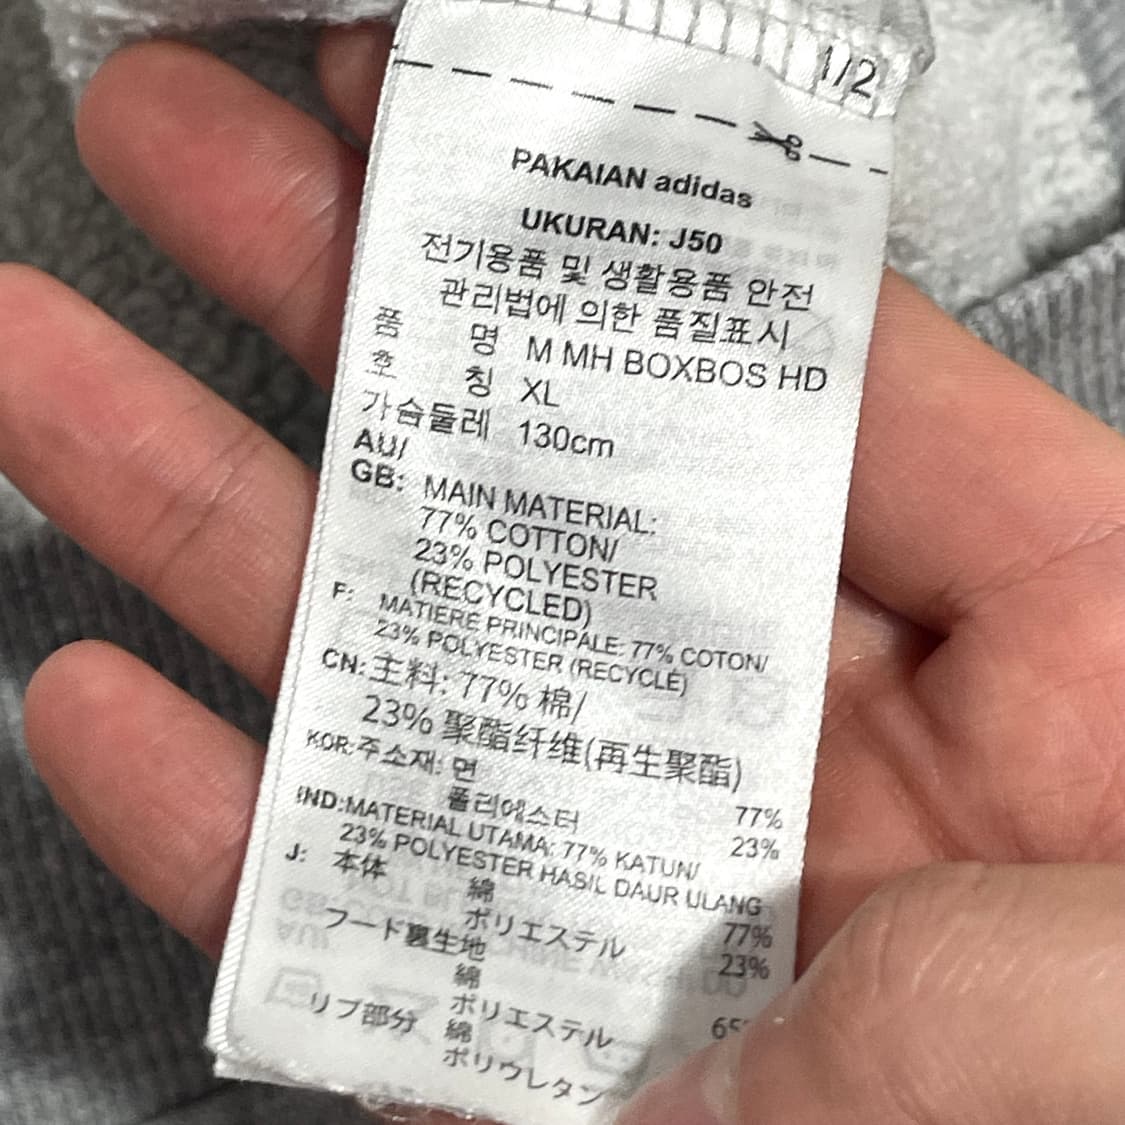 1/2
PAKAIAN adidas
UKURAN: J50
전기용품 및 생활용품 안전
관리법에 의한 품질표시
품 명 M MH BOXBOS HD
호 칭 XL
가슴둘레 130cm
AU/
GB: MAIN MATERIAL:
77% COTTON/
23% POLYESTER
(RECYCLED)
F: MATIERE PRINCIPALE: 77% COTON/
23% POLYESTER (RECYCLE)
CN: 主料: 77% 棉/
23% 聚酯纤维(再生聚酯)
KOR: 주소재: 면 77%
폴리에스터 23%
IND: MATERIAL UTAMA: 77% KATUN/
23% POLYESTER HASIL DAUR ULANG
J: 本体 綿 77%
ポリエステル 23%
フード裏生地
綿
ポリエステル
リブ部分 綿
ポリウレタン